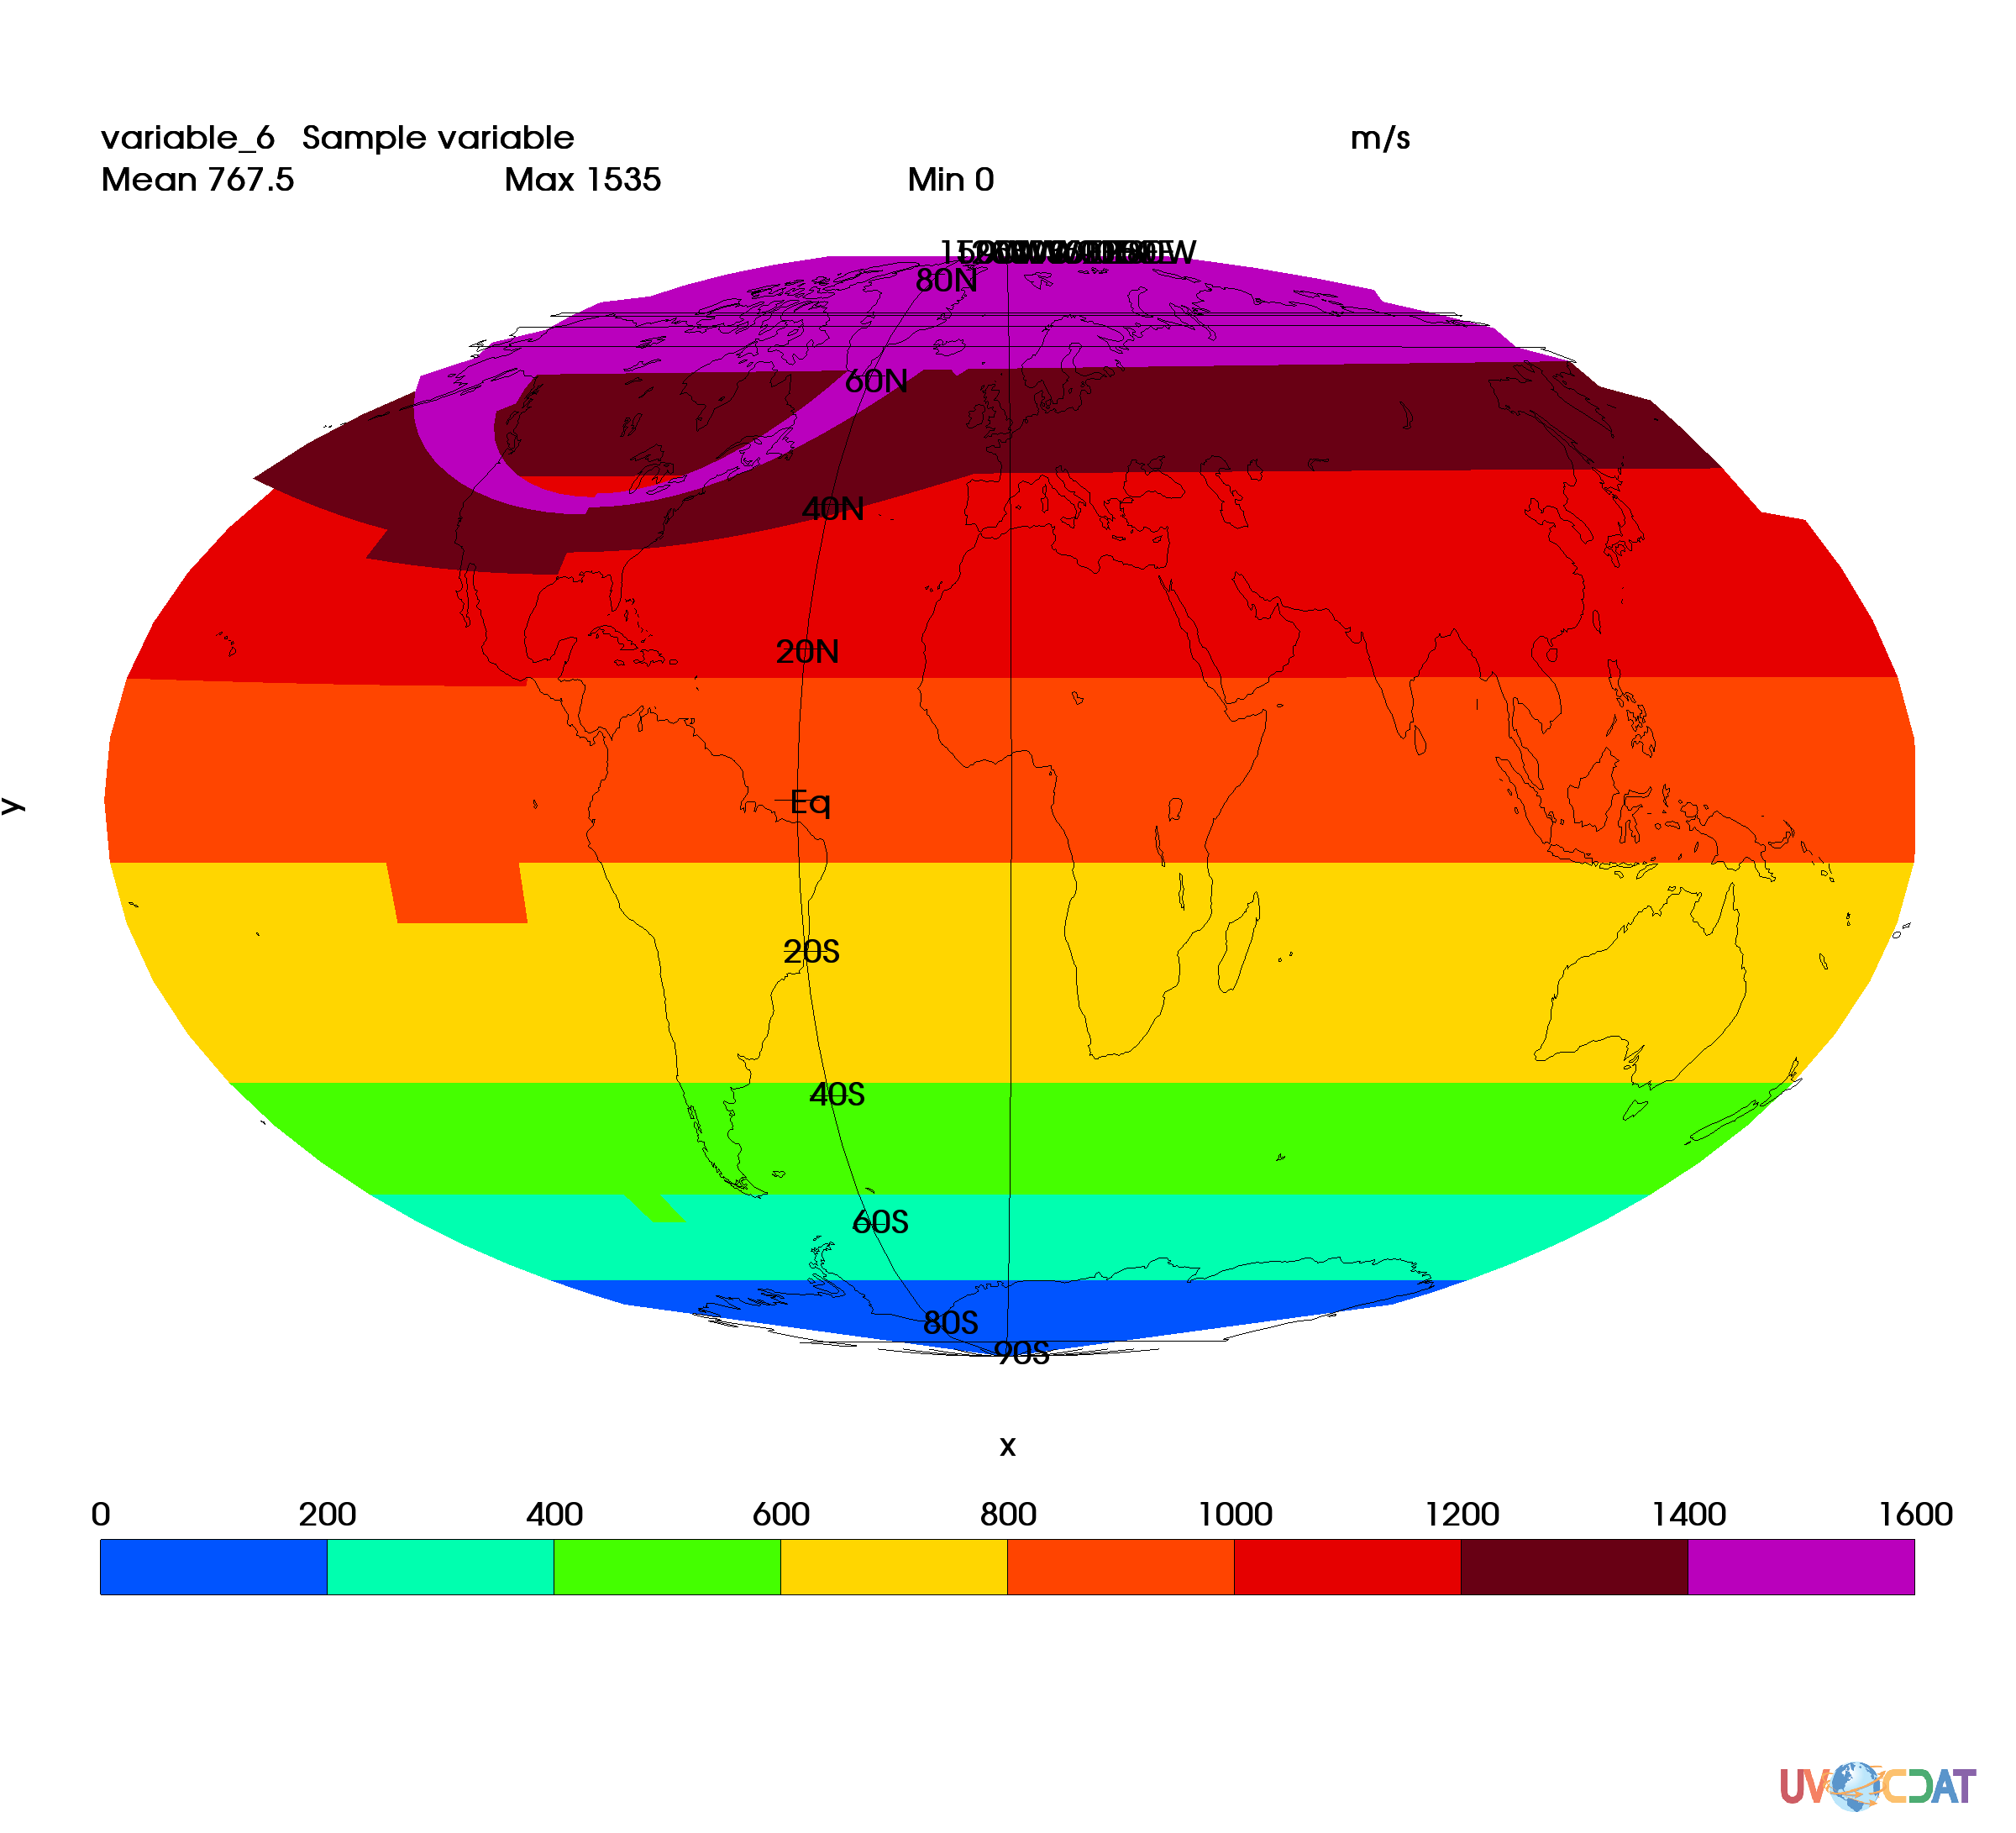 variable_6 Sample variable m/s
Mean 767.5 Max 1535 Min 0
80N
60N
40N
20N
y
Eq
20S
40S
60S
80S
90S
x
0 200 400 600 800 1000 1200 1400 1600
UV CDAT